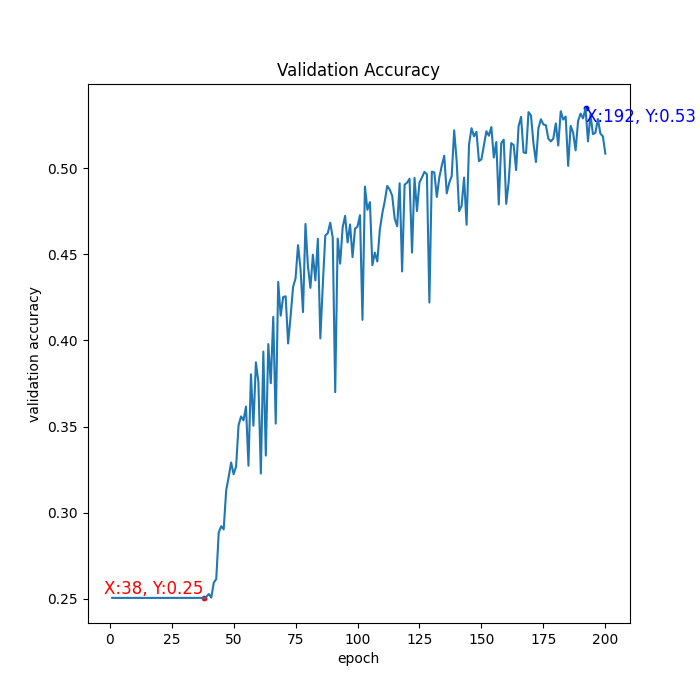 Validation Accuracy
X:192, Y:0.53
0.50
0.45
0.40
0.35
0.30
0.25
validation accuracy
X:38, Y:0.25
0 25 50 75 100 125 150 175 200
epoch